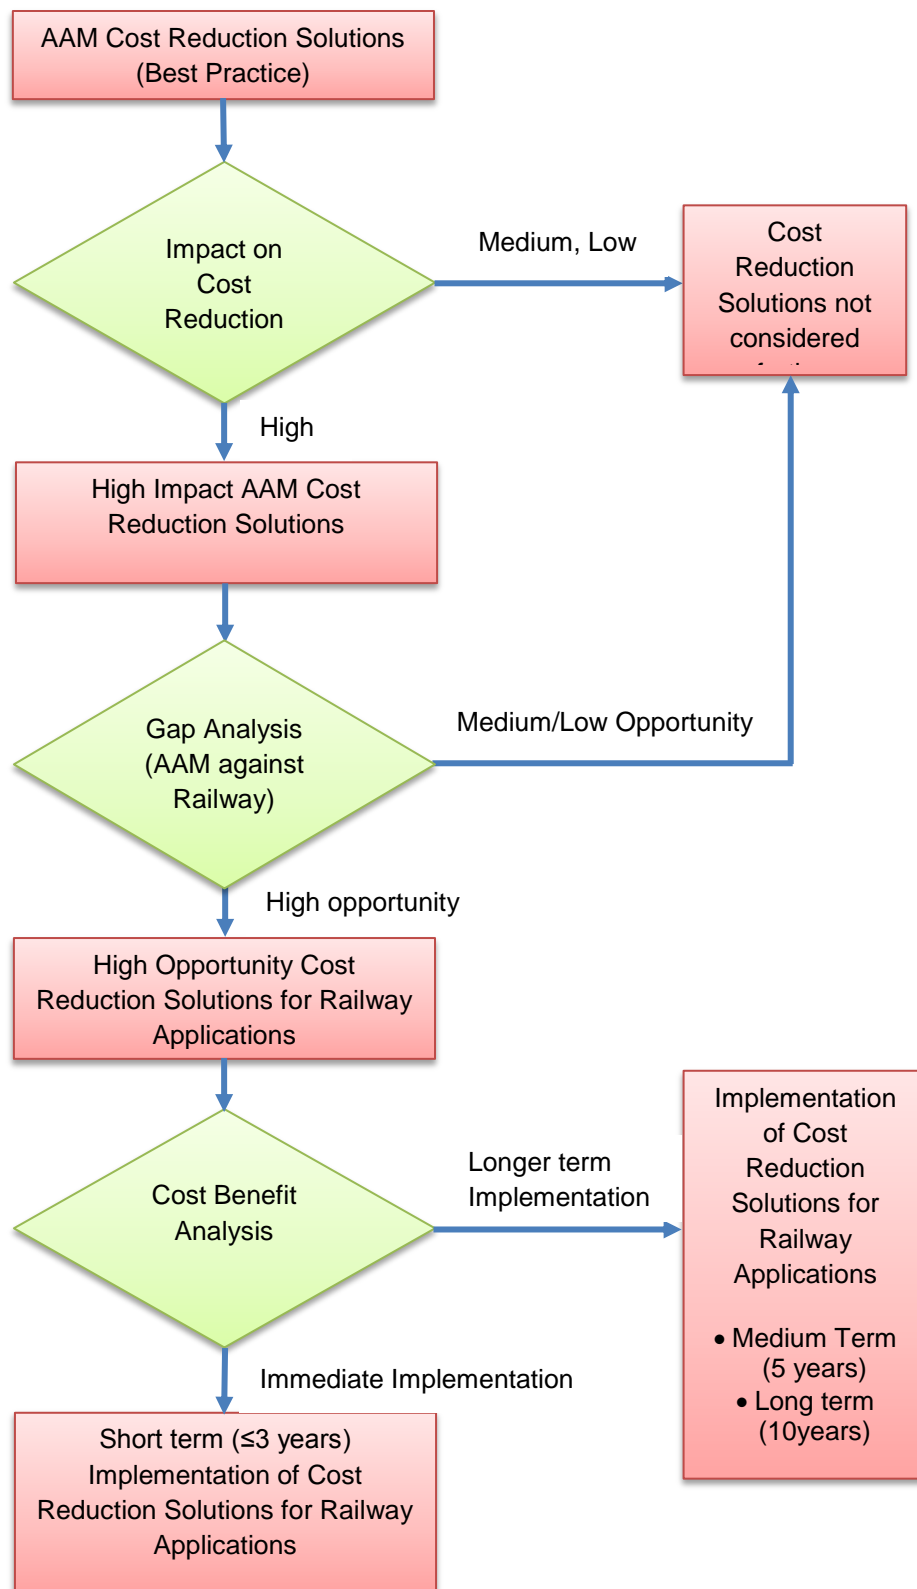 AAM Cost Reduction Solutions
(Best Practice)
Impact on
Cost
Reduction
Medium, Low
Cost
Reduction
Solutions not
considered
High
High Impact AAM Cost
Reduction Solutions
Gap Analysis
(AAM against
Railway)
Medium/Low Opportunity
High opportunity
High Opportunity Cost
Reduction Solutions for Railway
Applications
Cost Benefit
Analysis
Longer term
Implementation
Implementation
of Cost
Reduction
Solutions for
Railway
Applications
• Medium Term
(5 years)
• Long term
(10years)
Immediate Implementation
Short term (≤3 years)
Implementation of Cost
Reduction Solutions for Railway
Applications